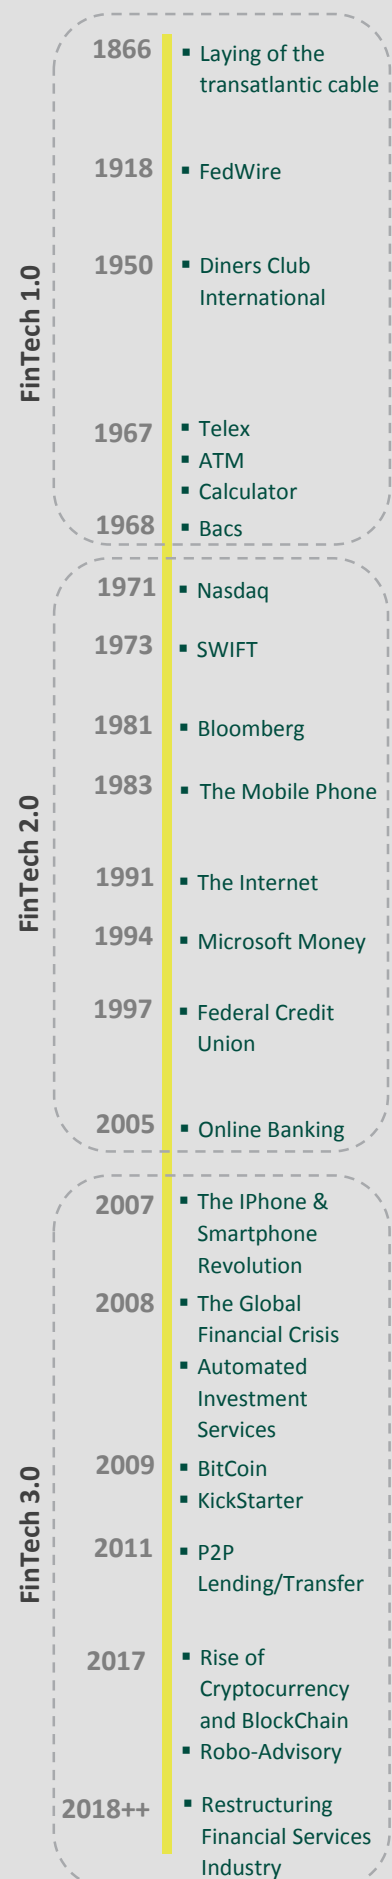 FinTech 1.0
1866
▪ Laying of the
transatlantic cable
1918
▪ FedWire
1950
▪ Diners Club
International
1967
▪ Telex
▪ ATM
▪ Calculator
1968
▪ Bacs
FinTech 2.0
1971
▪ Nasdaq
1973
▪ SWIFT
1981
▪ Bloomberg
1983
▪ The Mobile Phone
1991
▪ The Internet
1994
▪ Microsoft Money
1997
▪ Federal Credit
Union
2005
▪ Online Banking
FinTech 3.0
2007
▪ The IPhone &
Smartphone
Revolution
2008
▪ The Global
Financial Crisis
▪ Automated
Investment
Services
2009
▪ BitCoin
▪ KickStarter
2011
▪ P2P
Lending/Transfer
2017
▪ Rise of
Cryptocurrency
and BlockChain
▪ Robo-Advisory
2018++
▪ Restructuring
Financial Services
Industry